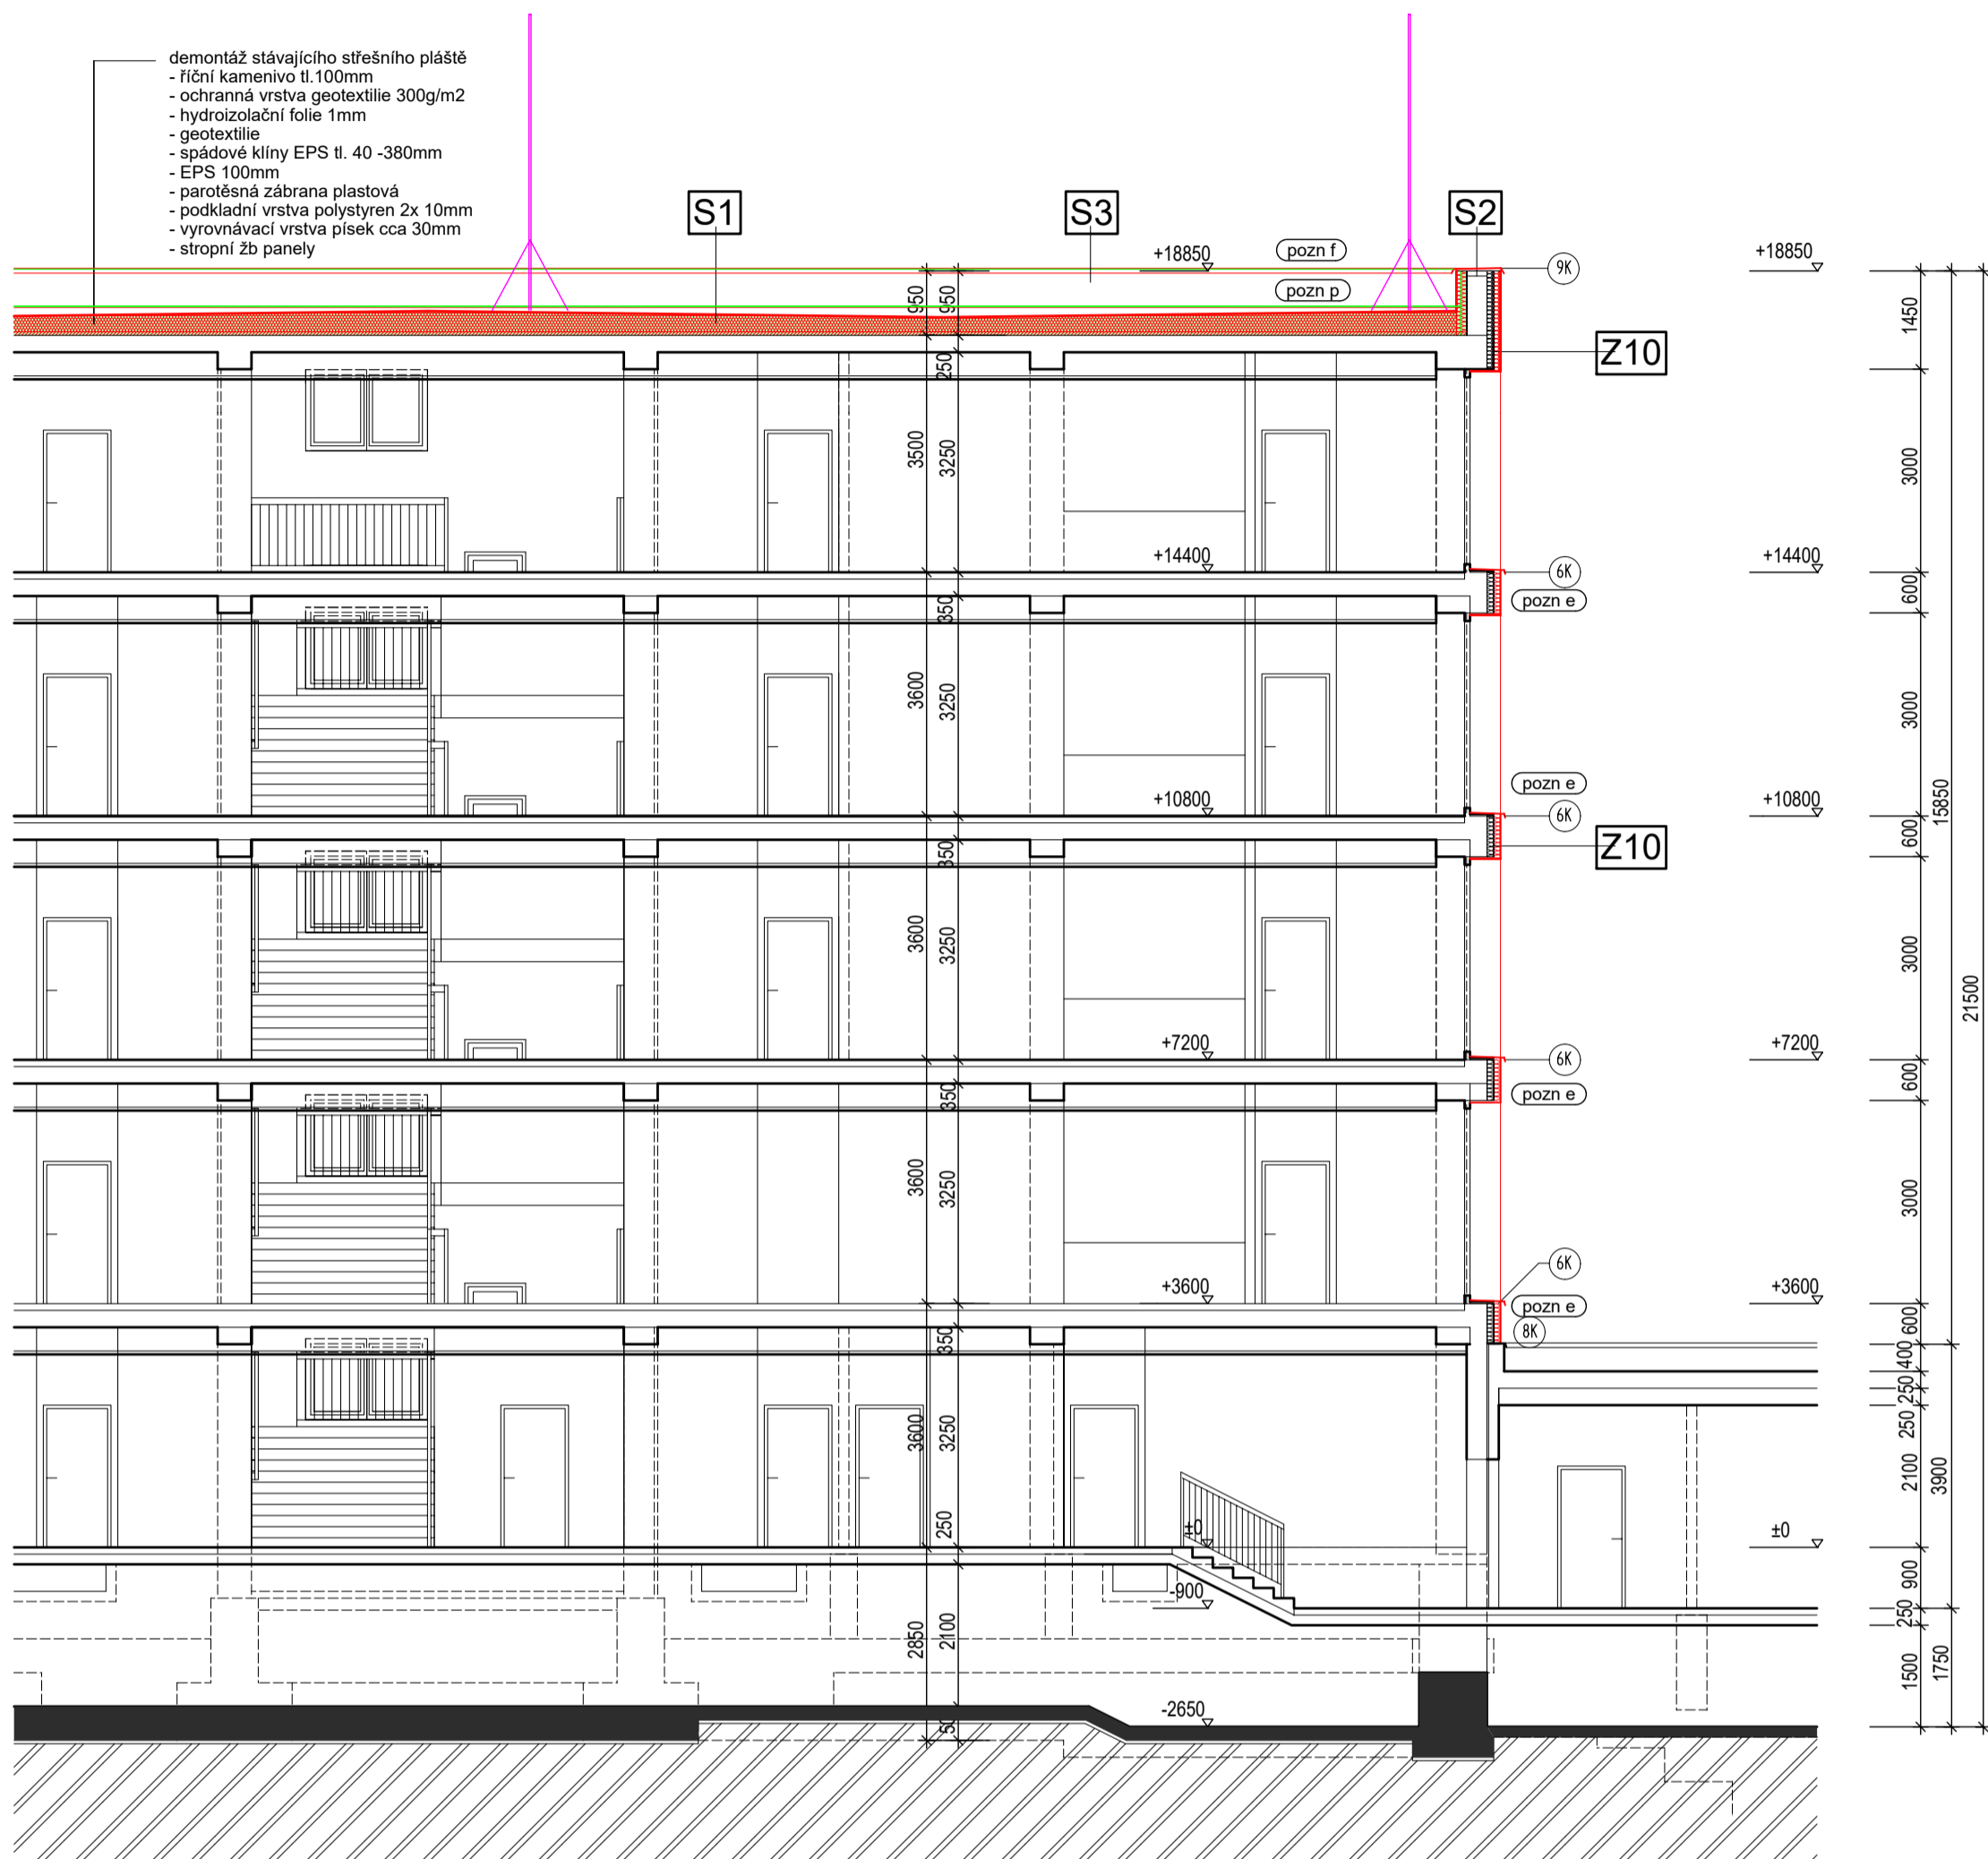 demontáž stávajícího střešního pláště
- říční kamenivo tl.100mm
- ochranná vrstva geotextilie 300g/m2
- hydroizolační folie 1mm
- geotextilie
- spádové klíny EPS tl. 40 -380mm
- EPS 100mm
- parotěsná zábrana plastová
- podkladní vrstva polystyren 2x 10mm
- vyrovnávací vrstva písek cca 30mm
- stropní žb panely
S1
S3
S2
+18850
pozn f
9K
+18850
pozn p
950
950
1450
Z10
250
3500
3250
3000
+14400
6K
+14400
pozn e
600
350
3600
3250
3000
pozn e
+10800
6K
+10800
15850
600
Z10
350
3600
3250
3000
21500
+7200
6K
+7200
600
pozn e
350
3600
3250
3000
6K
+3600
pozn e
+3600
8K
600
350
400
250
250
3600
3250
2100
3900
250
±0
±0
-900
900
250
2850
2100
1500
1750
-2650